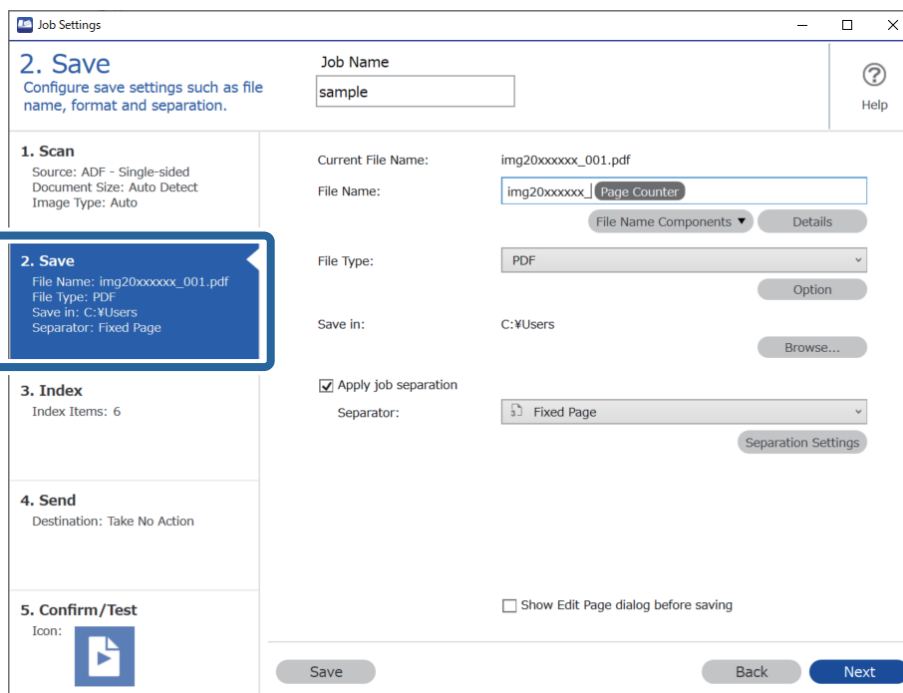 Job Settings
2. Save
Configure save settings such as file
name, format and separation.
Job Name
sample
Help
1. Scan
Source: ADF - Single-sided
Document Size: Auto Detect
Image Type: Auto
2. Save
File Name: img20xxxxxx_001.pdf
File Type: PDF
Save in: C:¥Users
Separator: Fixed Page
3. Index
Index Items: 6
4. Send
Destination: Take No Action
5. Confirm/Test
Icon:
Current File Name: img20xxxxxx_001.pdf
File Name: img20xxxxxx_ Page Counter
File Name Components ▼ Details
File Type: PDF
Option
Save in: C:¥Users
Browse...
Apply job separation
Separator: Fixed Page
Separation Settings
Show Edit Page dialog before saving
Save Back Next